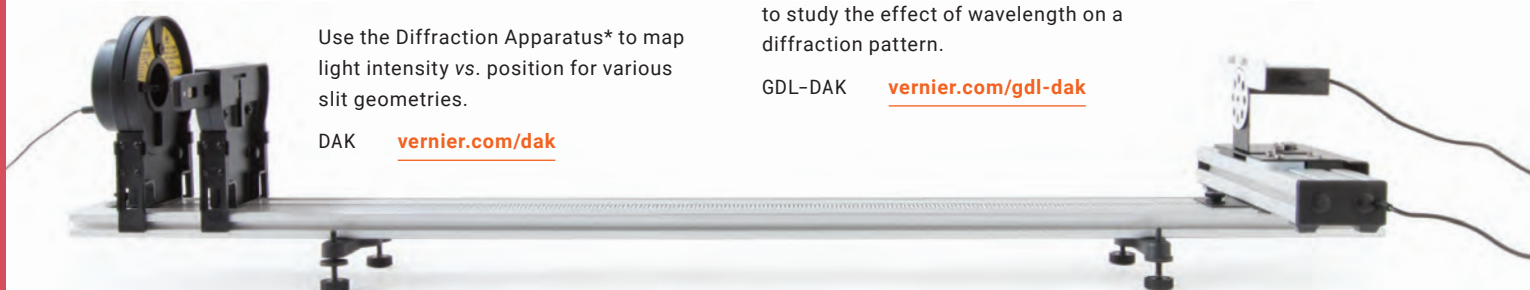 Use the Diffraction Apparatus* to map
light intensity vs. position for various
slit geometries.
DAK vernier.com/dak
to study the effect of wavelength on a
diffraction pattern.
GDL-DAK vernier.com/gdl-dak